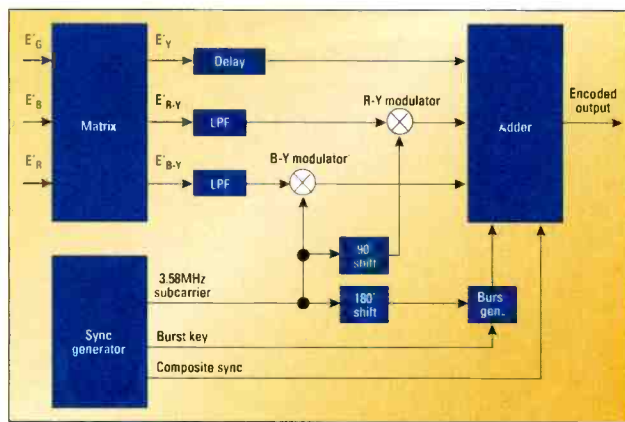 E'G
E'Y
Delay
E'B
Matrix
E'R-Y
LPF
R-Y modulator
Adder
Encoded
output
E'R
E'B-Y
LPF
B-Y modulator
90
shift
3.58MHz
subcarrier
180°
shift
Burs
gen.
Sync
generator
Burst key
Composite sync